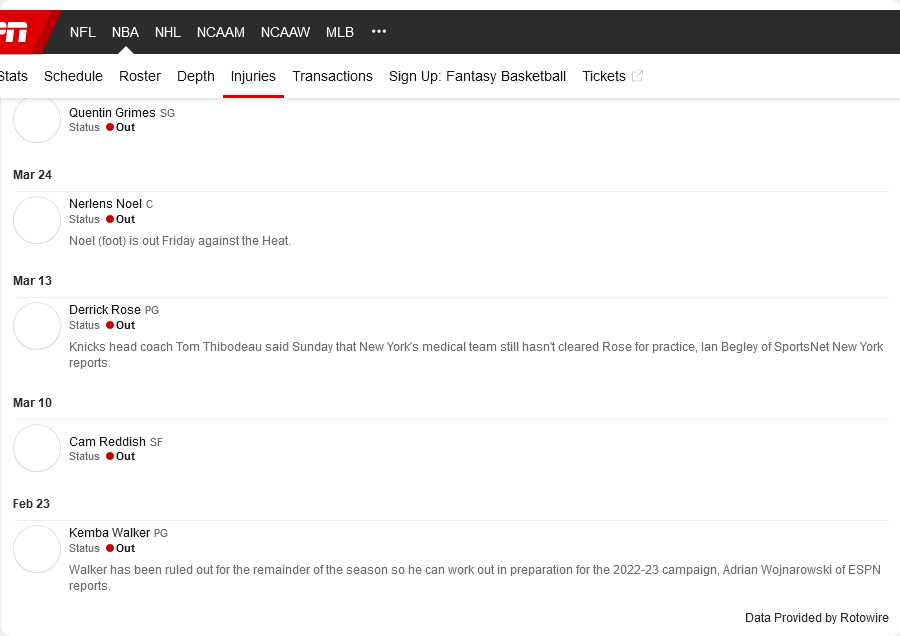 NFL NBA NHL NCAAM NCAAW MLB •••
Stats Schedule Roster Depth Injuries Transactions Sign Up: Fantasy Basketball Tickets
Quentin Grimes SG
Status Out
Mar 24
Nerlens Noel C
Status Out
Noel (foot) is out Friday against the Heat.
Mar 13
Derrick Rose PG
Status Out
Knicks head coach Tom Thibodeau said Sunday that New York's medical team still hasn't cleared Rose for practice, Ian Begley of SportsNet New York
reports.
Mar 10
Cam Reddish SF
Status Out
Feb 23
Kemba Walker PG
Status Out
Walker has been ruled out for the remainder of the season so he can work out in preparation for the 2022-23 campaign, Adrian Wojnarowski of ESPN
reports.
Data Provided by Rotowire